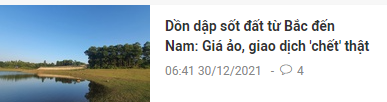 Dồn dập sốt đất từ Bắc đến
Nam: Giá ảo, giao dịch 'chết' thật
06:41 30/12/2021 - 4